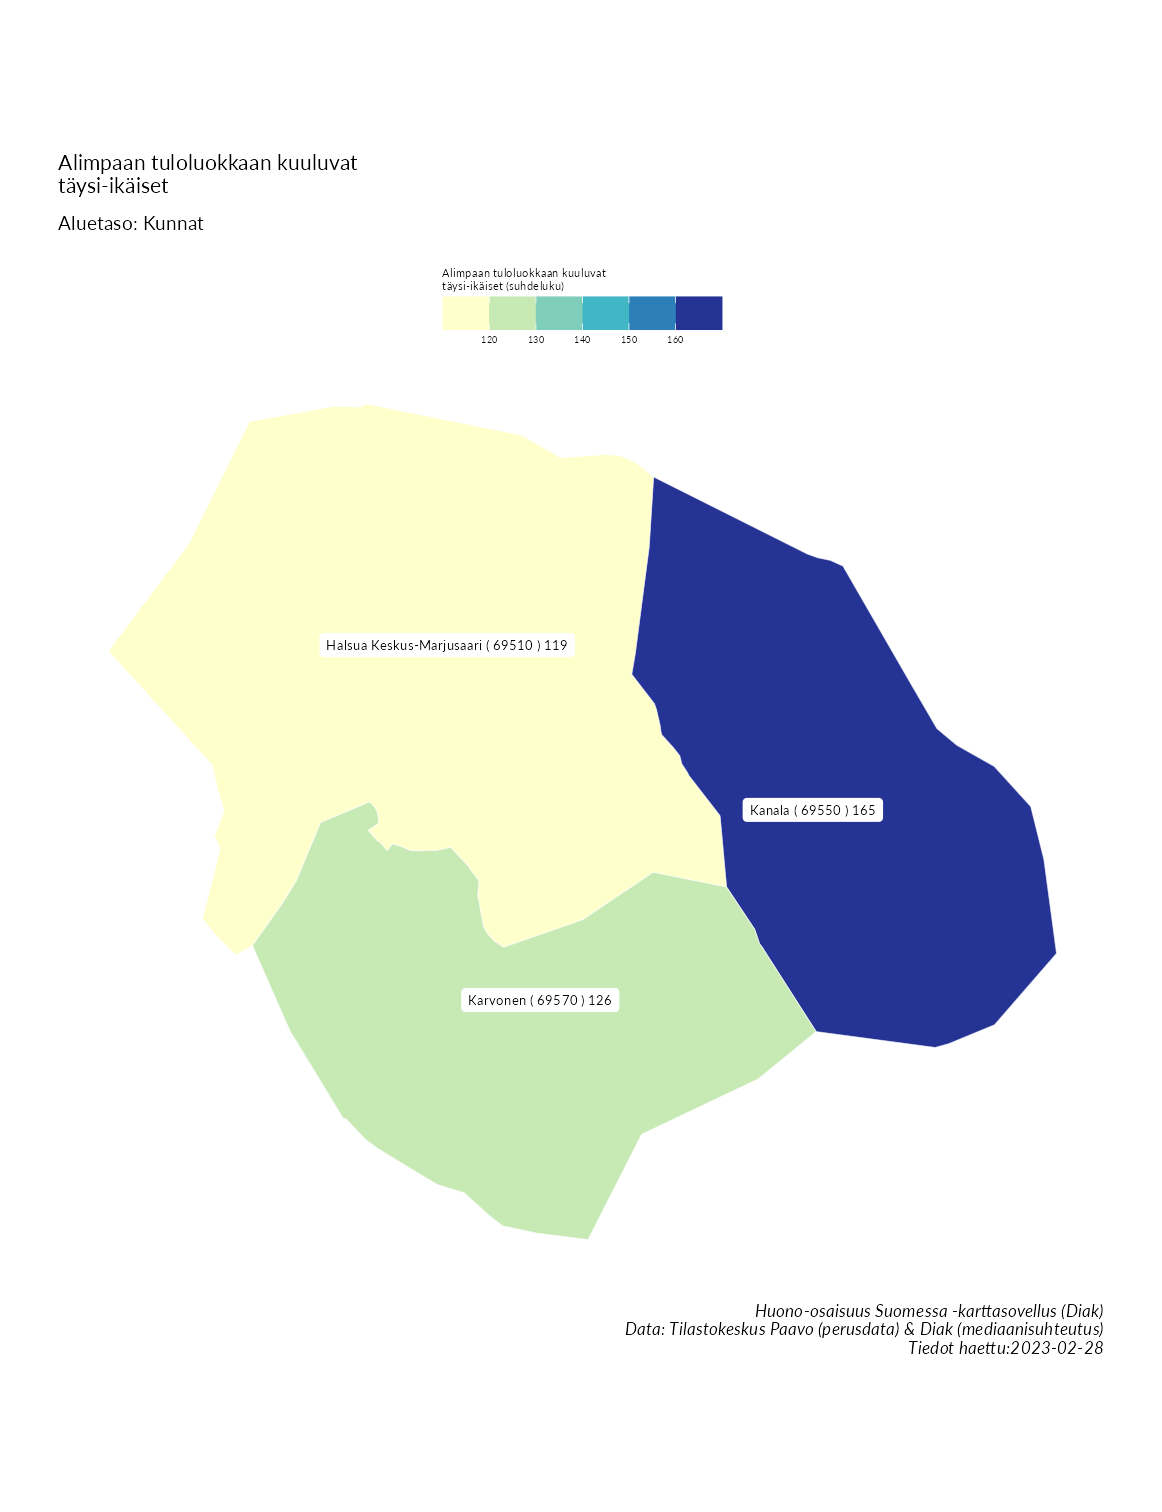 Alimpaan tuloluokkaan kuuluvat
täysi-ikäiset
Aluetaso: Kunnat
Alimpaan tuloluokkaan kuuluvat
täysi-ikäiset (suhdeluku)
120 130 140 150 160
Halsua Keskus-Marjusaari ( 69510 ) 119
Kanala ( 69550 ) 165
Karvonen ( 69570 ) 126
Huono-osaisuus Suomessa -karttasovellus (Diak)
Data: Tilastokeskus Paavo (perusdata) & Diak (mediaanisuhteutus)
Tiedot haettu:2023-02-28